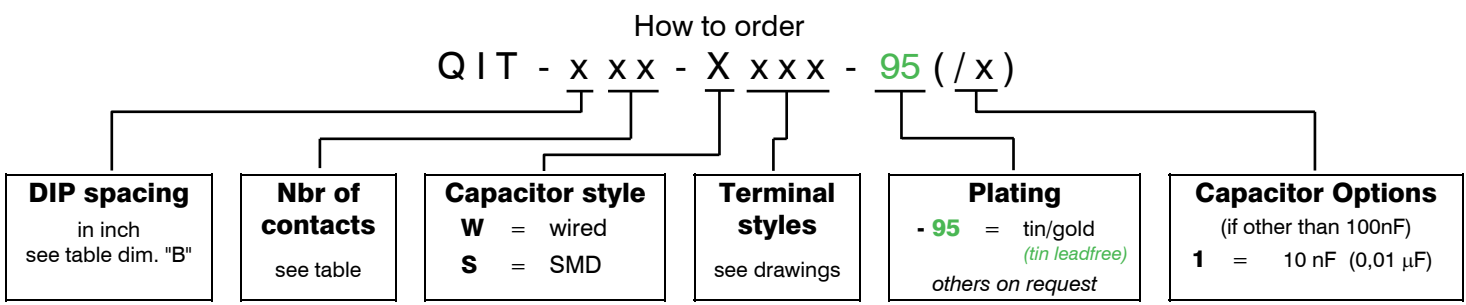 How to order
QIT - x xx - X xxx - 95 ( / x )
DIP spacing
in inch
see table dim. "B"
Nbr of
contacts
see table
Capacitor style
W = wired
S = SMD
Terminal
styles
see drawings
Plating
- 95 = tin/gold
(tin leadfree)
others on request
Capacitor Options
(if other than 100nF)
1 = 10 nF (0,01 μF)